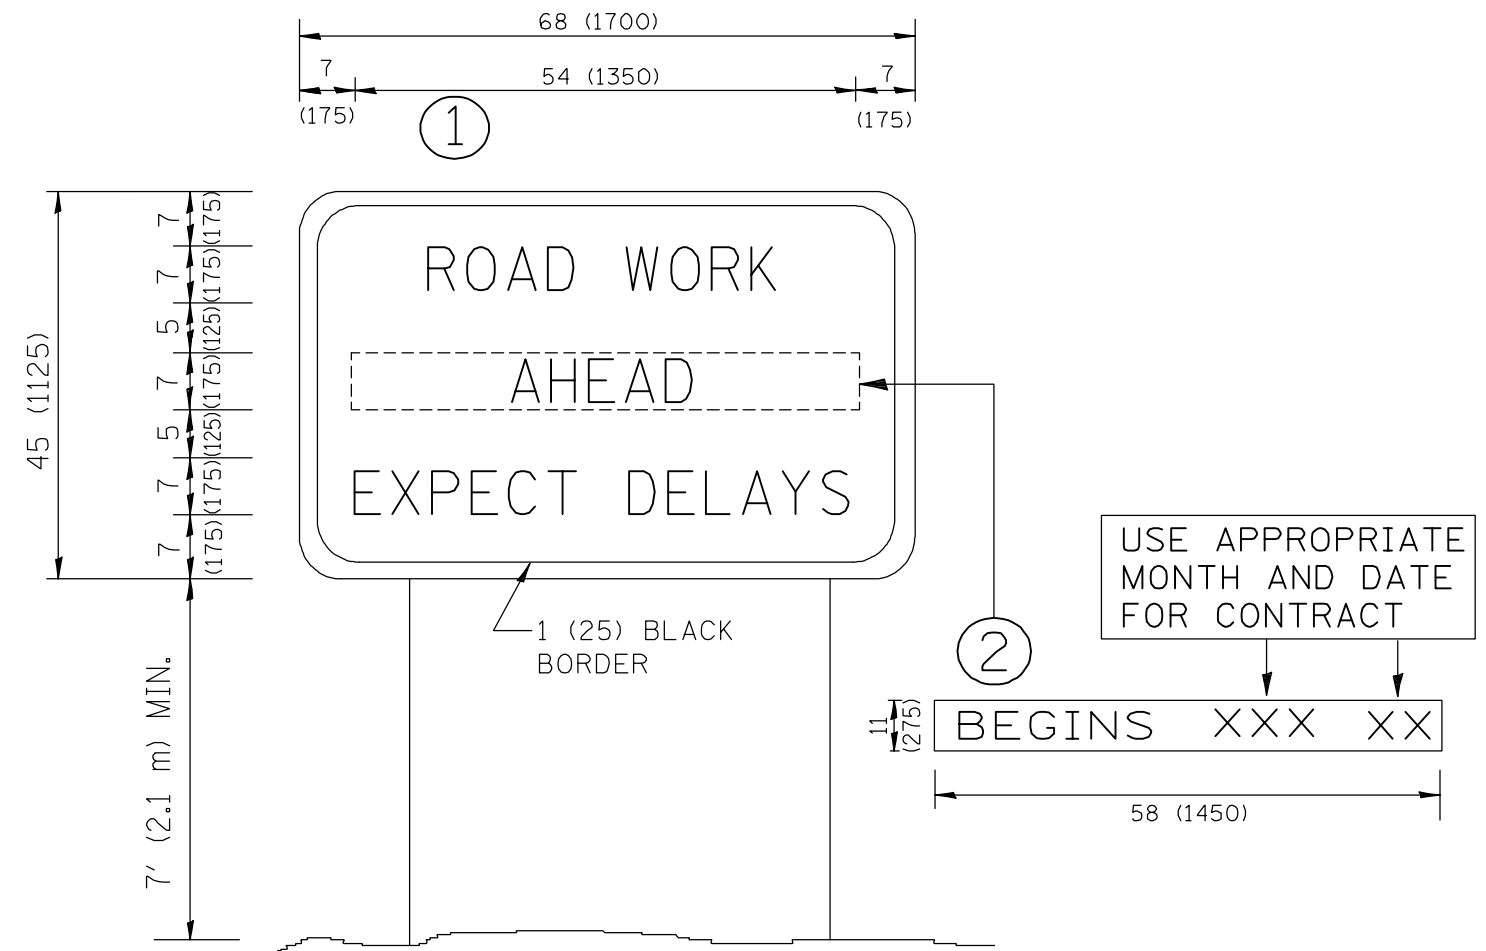 68 (1700)
7
54 (1350)
7
(175)
(175)
1
7
(175)
7
(175)
5
(125)
7
(175)
5
(125)
7
(175)
7
(175)
45 (1125)
ROAD WORK
AHEAD
EXPECT DELAYS
1 (25) BLACK
BORDER
7' (2.1 m) MIN.
2
USE APPROPRIATE
MONTH AND DATE
FOR CONTRACT
11
(275)
BEGINS XXX XX
58 (1450)